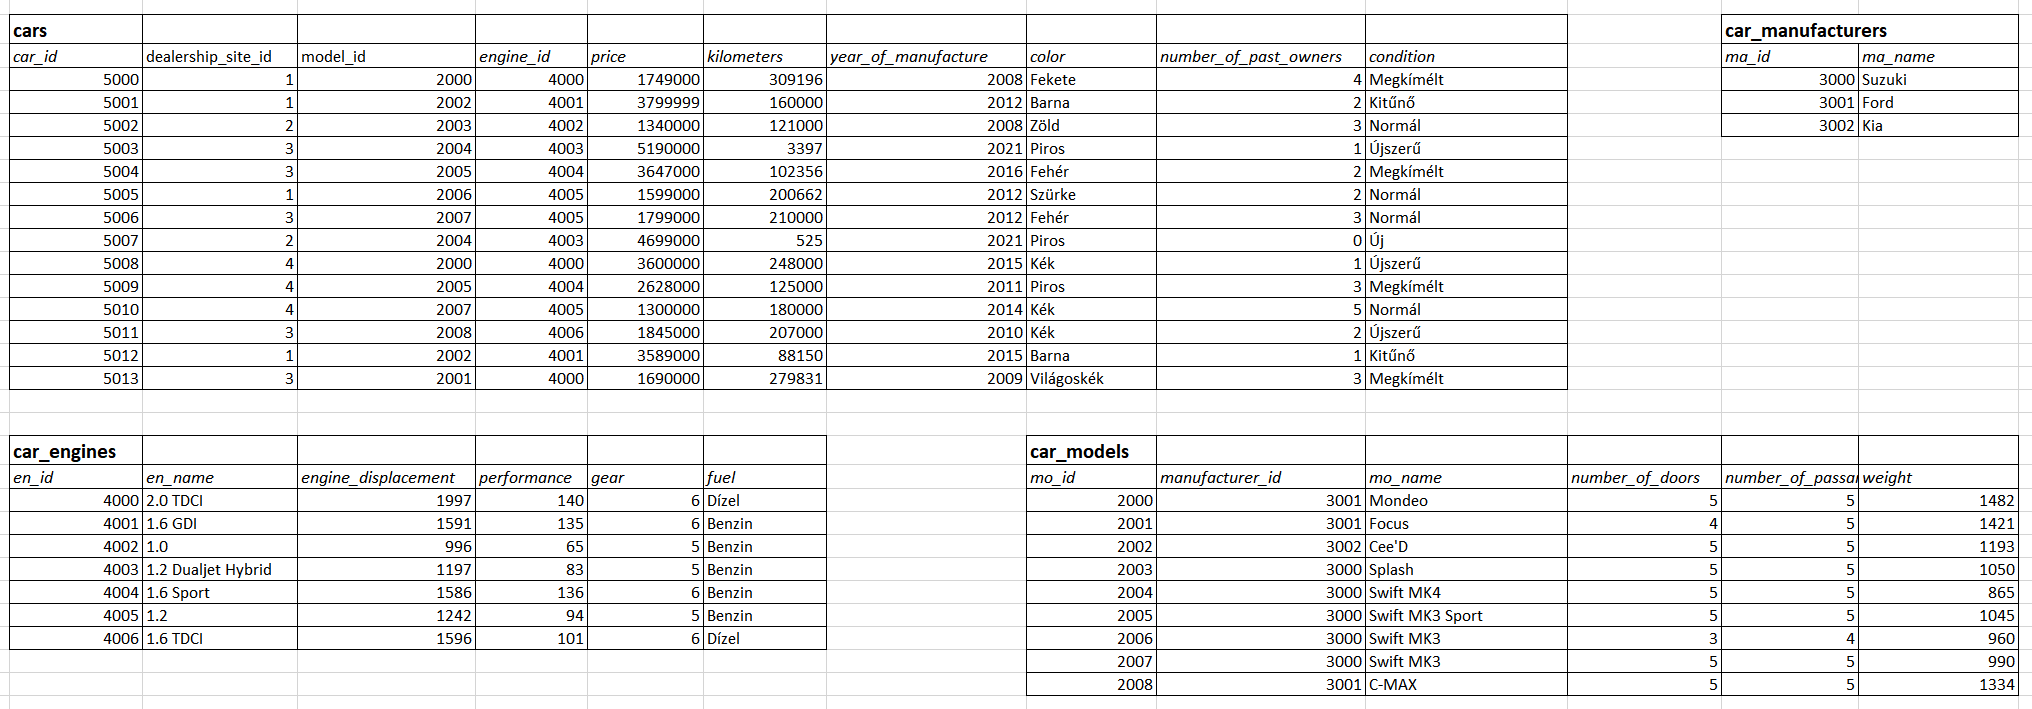 cars car_manufacturers
car_id dealership_site_id model_id engine_id price kilometers year_of_manufacture color number_of_past_owners condition ma_id ma_name
5000 1 2000 4000 1749000 309196 2008 Fekete 4 Megkímélt 3000 Suzuki
5001 1 2002 4001 3799999 160000 2012 Barna 2 Kitűnő 3001 Ford
5002 2 2003 4002 1340000 121000 2008 Zöld 3 Normál 3002 Kia
5003 3 2004 4003 5190000 3397 2021 Piros 1 Újszerű
5004 3 2005 4004 3647000 102356 2016 Fehér 2 Megkímélt
5005 1 2006 4005 1599000 200662 2012 Szürke 2 Normál
5006 3 2007 4005 1799000 210000 2012 Fehér 3 Normál
5007 2 2004 4003 4699000 525 2021 Piros 0 Új
5008 4 2000 4000 3600000 248000 2015 Kék 1 Újszerű
5009 4 2005 4004 2628000 125000 2011 Piros 3 Megkímélt
5010 4 2007 4005 1300000 180000 2014 Kék 5 Normál
5011 3 2008 4006 1845000 207000 2010 Kék 2 Újszerű
5012 1 2002 4001 3589000 88150 2015 Barna 1 Kitűnő
5013 3 2001 4000 1690000 279831 2009 Világoskék 3 Megkímélt
car_engines car_models
en_id en_name engine_displacement performance gear fuel mo_id manufacturer_id mo_name number_of_doors number_of_passa weight
4000 2.0 TDCI 1997 140 6 Dízel 2000 3001 Mondeo 5 5 1482
4001 1.6 GDI 1591 135 6 Benzin 2001 3001 Focus 4 5 1421
4002 1.0 996 65 5 Benzin 2002 3002 Cee'D 5 5 1193
4003 1.2 Dualjet Hybrid 1197 83 5 Benzin 2003 3000 Splash 5 5 1050
4004 1.6 Sport 1586 136 6 Benzin 2004 3000 Swift MK4 5 5 865
4005 1.2 1242 94 5 Benzin 2005 3000 Swift MK3 Sport 5 5 1045
4006 1.6 TDCI 1596 101 6 Dízel 2006 3000 Swift MK3 3 4 960
2007 3000 Swift MK3 5 5 990
2008 3001 C-MAX 5 5 1334